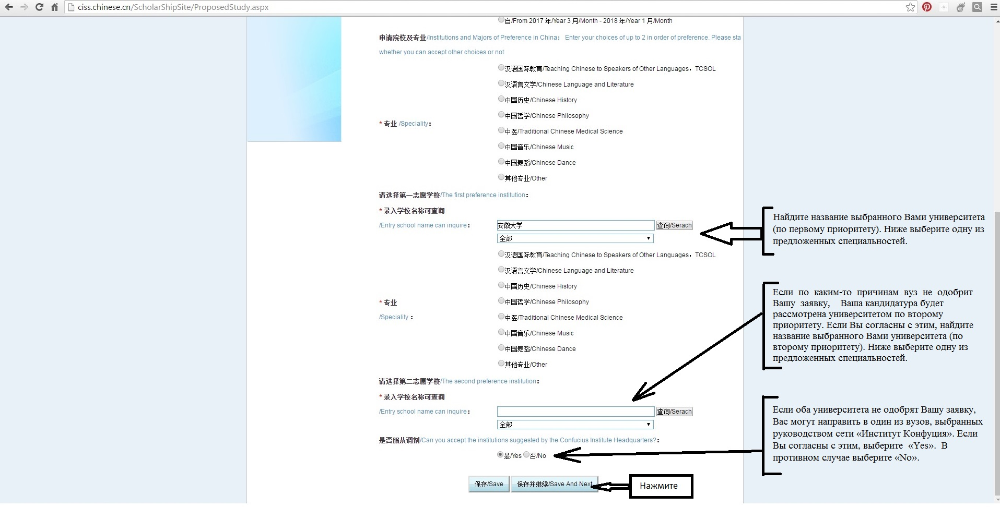 ciss.chinese.cn/ScholarShipSite/ProposedStudy.aspx
自/From 2017 年/Year 3 月/Month - 2018 年/Year 1 月/Month
申请院校及专业/Institutions and Majors of Preference in China： Enter your choices of up to 2 in order of preference. Please sta
whether you can accept other choices or not
汉语国际教育/Teaching Chinese to Speakers of Other Languages，TCSOL
汉语言文学/Chinese Language and Literature
中国历史/Chinese History
中国哲学/Chinese Philosophy
* 专业 /Speciality：
中医/Traditional Chinese Medical Science
中国音乐/Chinese Music
中国舞蹈/Chinese Dance
其他专业/Other
请选择第一志愿学校/The first preference institution：
* 录入学校名称可查询
/Entry school name can inquire：
安徽大学
查询/Serach
全部
汉语国际教育/Teaching Chinese to Speakers of Other Languages，TCSOL
汉语言文学/Chinese Language and Literature
中国历史/Chinese History
* 专业
中国哲学/Chinese Philosophy
/Speciality ：
中医/Traditional Chinese Medical Science
中国音乐/Chinese Music
中国舞蹈/Chinese Dance
其他专业/Other
请选择第二志愿学校/The second preference institution：
* 录入学校名称可查询
/Entry school name can inquire：
查询/Serach
全部
是否服从调剂/Can you accept the institutions suggested by the Confucius Institute Headquarters?：
是/Yes 否/No
保存/Save
保存并继续/Save And Next
Найдите название выбранного Вами университета
(по первому приоритету). Ниже выберите одну из
предложенных специальностей.
Если по каким-то причинам вуз не одобрит
Вашу заявку, Ваша кандидатура будет
рассмотрена университетом по второму
приоритету. Если Вы согласны с этим, найдите
название выбранного Вами университета (по
второму приоритету). Ниже выберите одну из
предложенных специальностей.
Если оба университета не одобрят Вашу заявку,
Вас могут направить в один из вузов, выбранных
руководством сети «Институт Конфуция». Если
Вы согласны с этим, выберите «Yes». В
противном случае выберите «No».
Нажмите